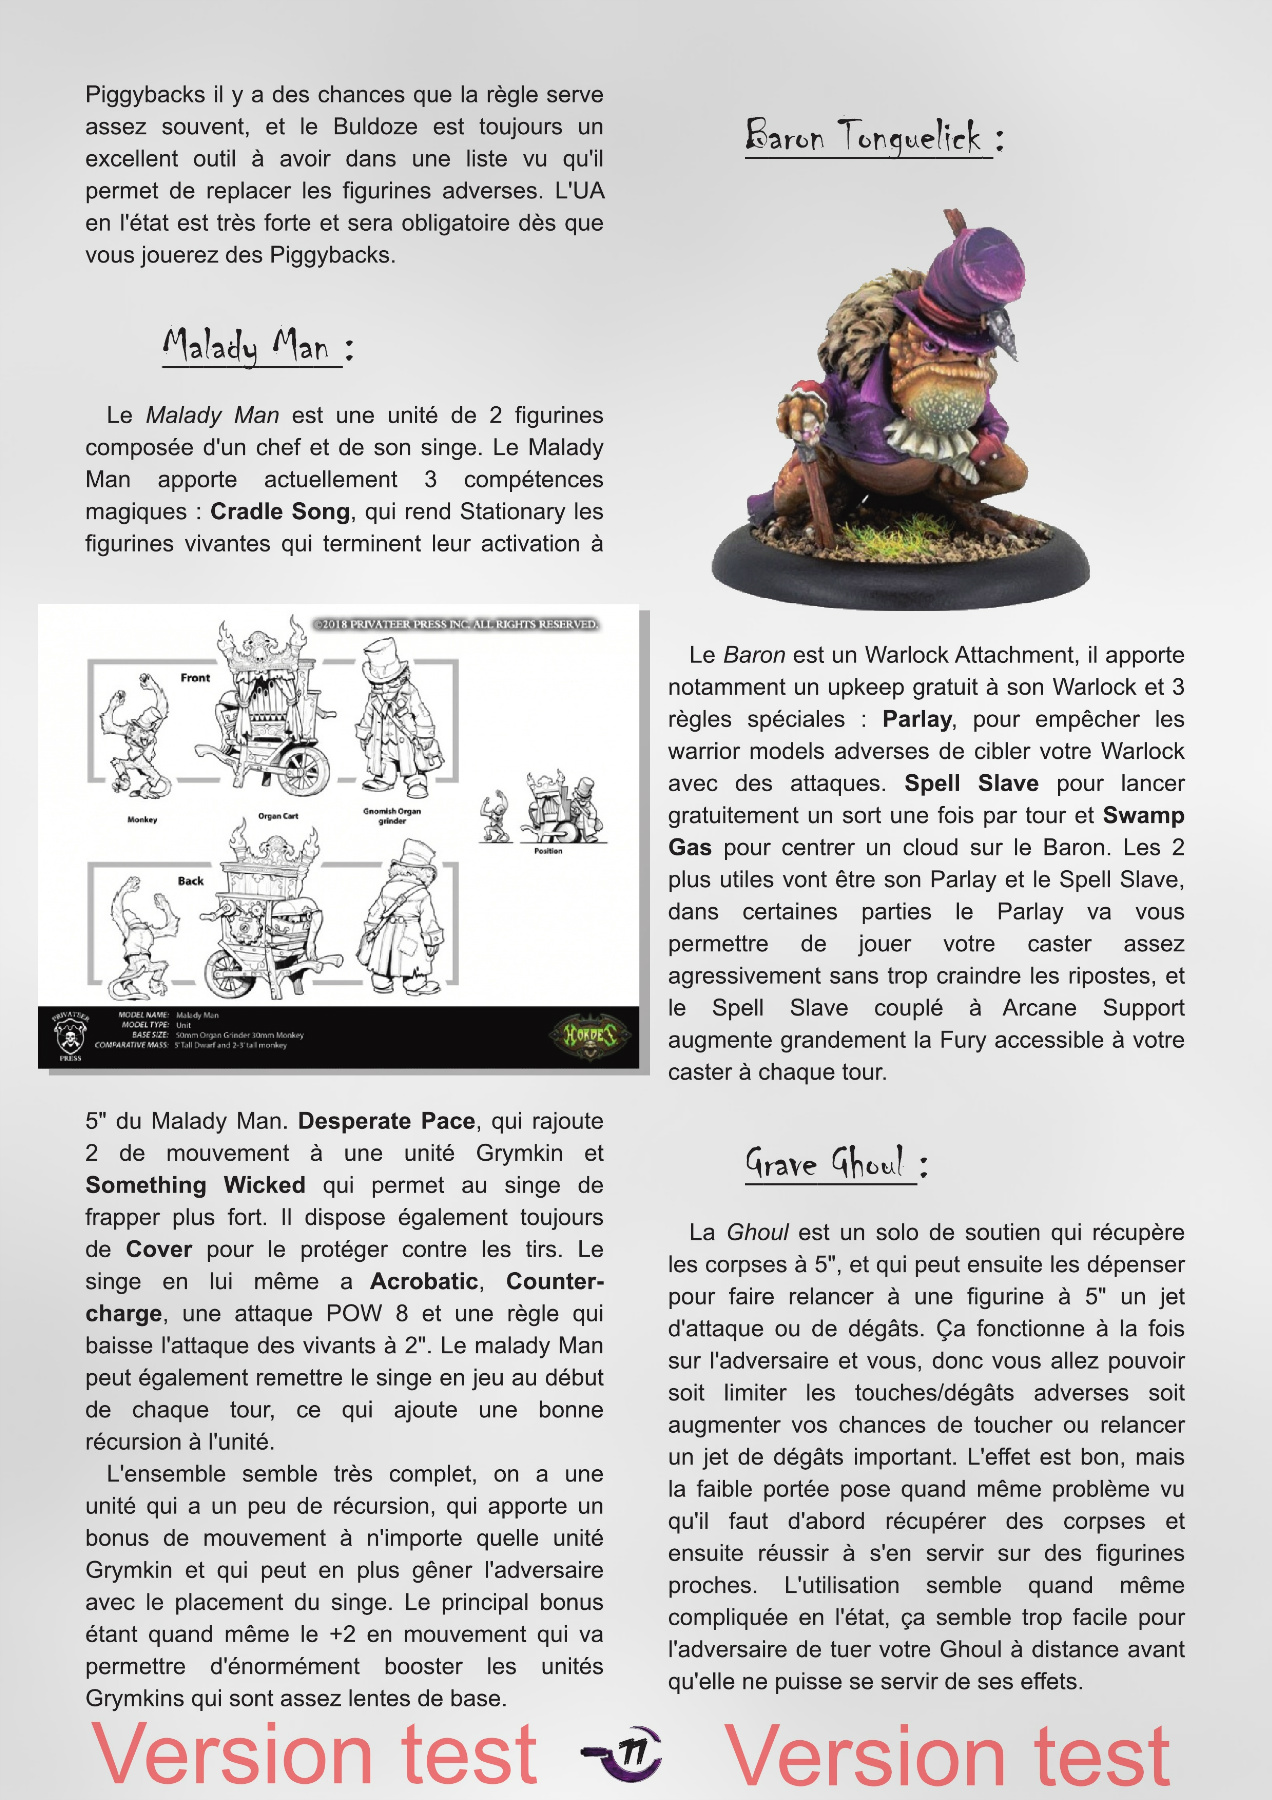 Piggybacks il y a des chances que la règle serve
assez souvent, et le Buldoze est toujours un
excellent outil à avoir dans une liste vu qu'il
permet de replacer les figurines adverses. L'UA
en l'état est très forte et sera obligatoire dès que
vous jouerez des Piggybacks.
Malady Man :
Le Malady Man est une unité de 2 figurines
composée d'un chef et de son singe. Le Malady
Man apporte actuellement 3 compétences
magiques : Cradle Song, qui rend Stationary les
figurines vivantes qui terminent leur activation à
©2018 PRIVATEER PRESS INC. ALL RIGHTS RESERVED.
Front
Monkey
Organ Cart
Gnomish Organ
grinder
Position
Back
PRIVATEER
PRESS
MODEL NAME: Malady Man
MODEL TYPE: Unit
BASE SIZE: 50mm Organ Grinder 30mm Monkey
COMPARATIVE MASS: 5'Tall Dwarf and 2-3'tall monkey
HORDES
5" du Malady Man. Desperate Pace, qui rajoute
2 de mouvement à une unité Grymkin et
Something Wicked qui permet au singe de
frapper plus fort. Il dispose également toujours
de Cover pour le protéger contre les tirs. Le
singe en lui même a Acrobatic, Counter-
charge, une attaque POW 8 et une règle qui
baisse l'attaque des vivants à 2". Le malady Man
peut également remettre le singe en jeu au début
de chaque tour, ce qui ajoute une bonne
récursion à l'unité.
L'ensemble semble très complet, on a une
unité qui a un peu de récursion, qui apporte un
bonus de mouvement à n'importe quelle unité
Grymkin et qui peut en plus gêner l'adversaire
avec le placement du singe. Le principal bonus
étant quand même le +2 en mouvement qui va
permettre d'énormément booster les unités
Grymkins qui sont assez lentes de base.
Baron Tonguelick :
Le Baron est un Warlock Attachment, il apporte
notamment un upkeep gratuit à son Warlock et 3
règles spéciales : Parlay, pour empêcher les
warrior models adverses de cibler votre Warlock
avec des attaques. Spell Slave pour lancer
gratuitement un sort une fois par tour et Swamp
Gas pour centrer un cloud sur le Baron. Les 2
plus utiles vont être son Parlay et le Spell Slave,
dans certaines parties le Parlay va vous
permettre de jouer votre caster assez
agressivement sans trop craindre les ripostes, et
le Spell Slave couplé à Arcane Support
augmente grandement la Fury accessible à votre
caster à chaque tour.
Grave Ghoul :
La Ghoul est un solo de soutien qui récupère
les corpses à 5", et qui peut ensuite les dépenser
pour faire relancer à une figurine à 5" un jet
d'attaque ou de dégâts. Ça fonctionne à la fois
sur l'adversaire et vous, donc vous allez pouvoir
soit limiter les touches/dégâts adverses soit
augmenter vos chances de toucher ou relancer
un jet de dégâts important. L'effet est bon, mais
la faible portée pose quand même problème vu
qu'il faut d'abord récupérer des corpses et
ensuite réussir à s'en servir sur des figurines
proches. L'utilisation semble quand même
compliquée en l'état, ça semble trop facile pour
l'adversaire de tuer votre Ghoul à distance avant
qu'elle ne puisse se servir de ses effets.
Version test
77
Version test